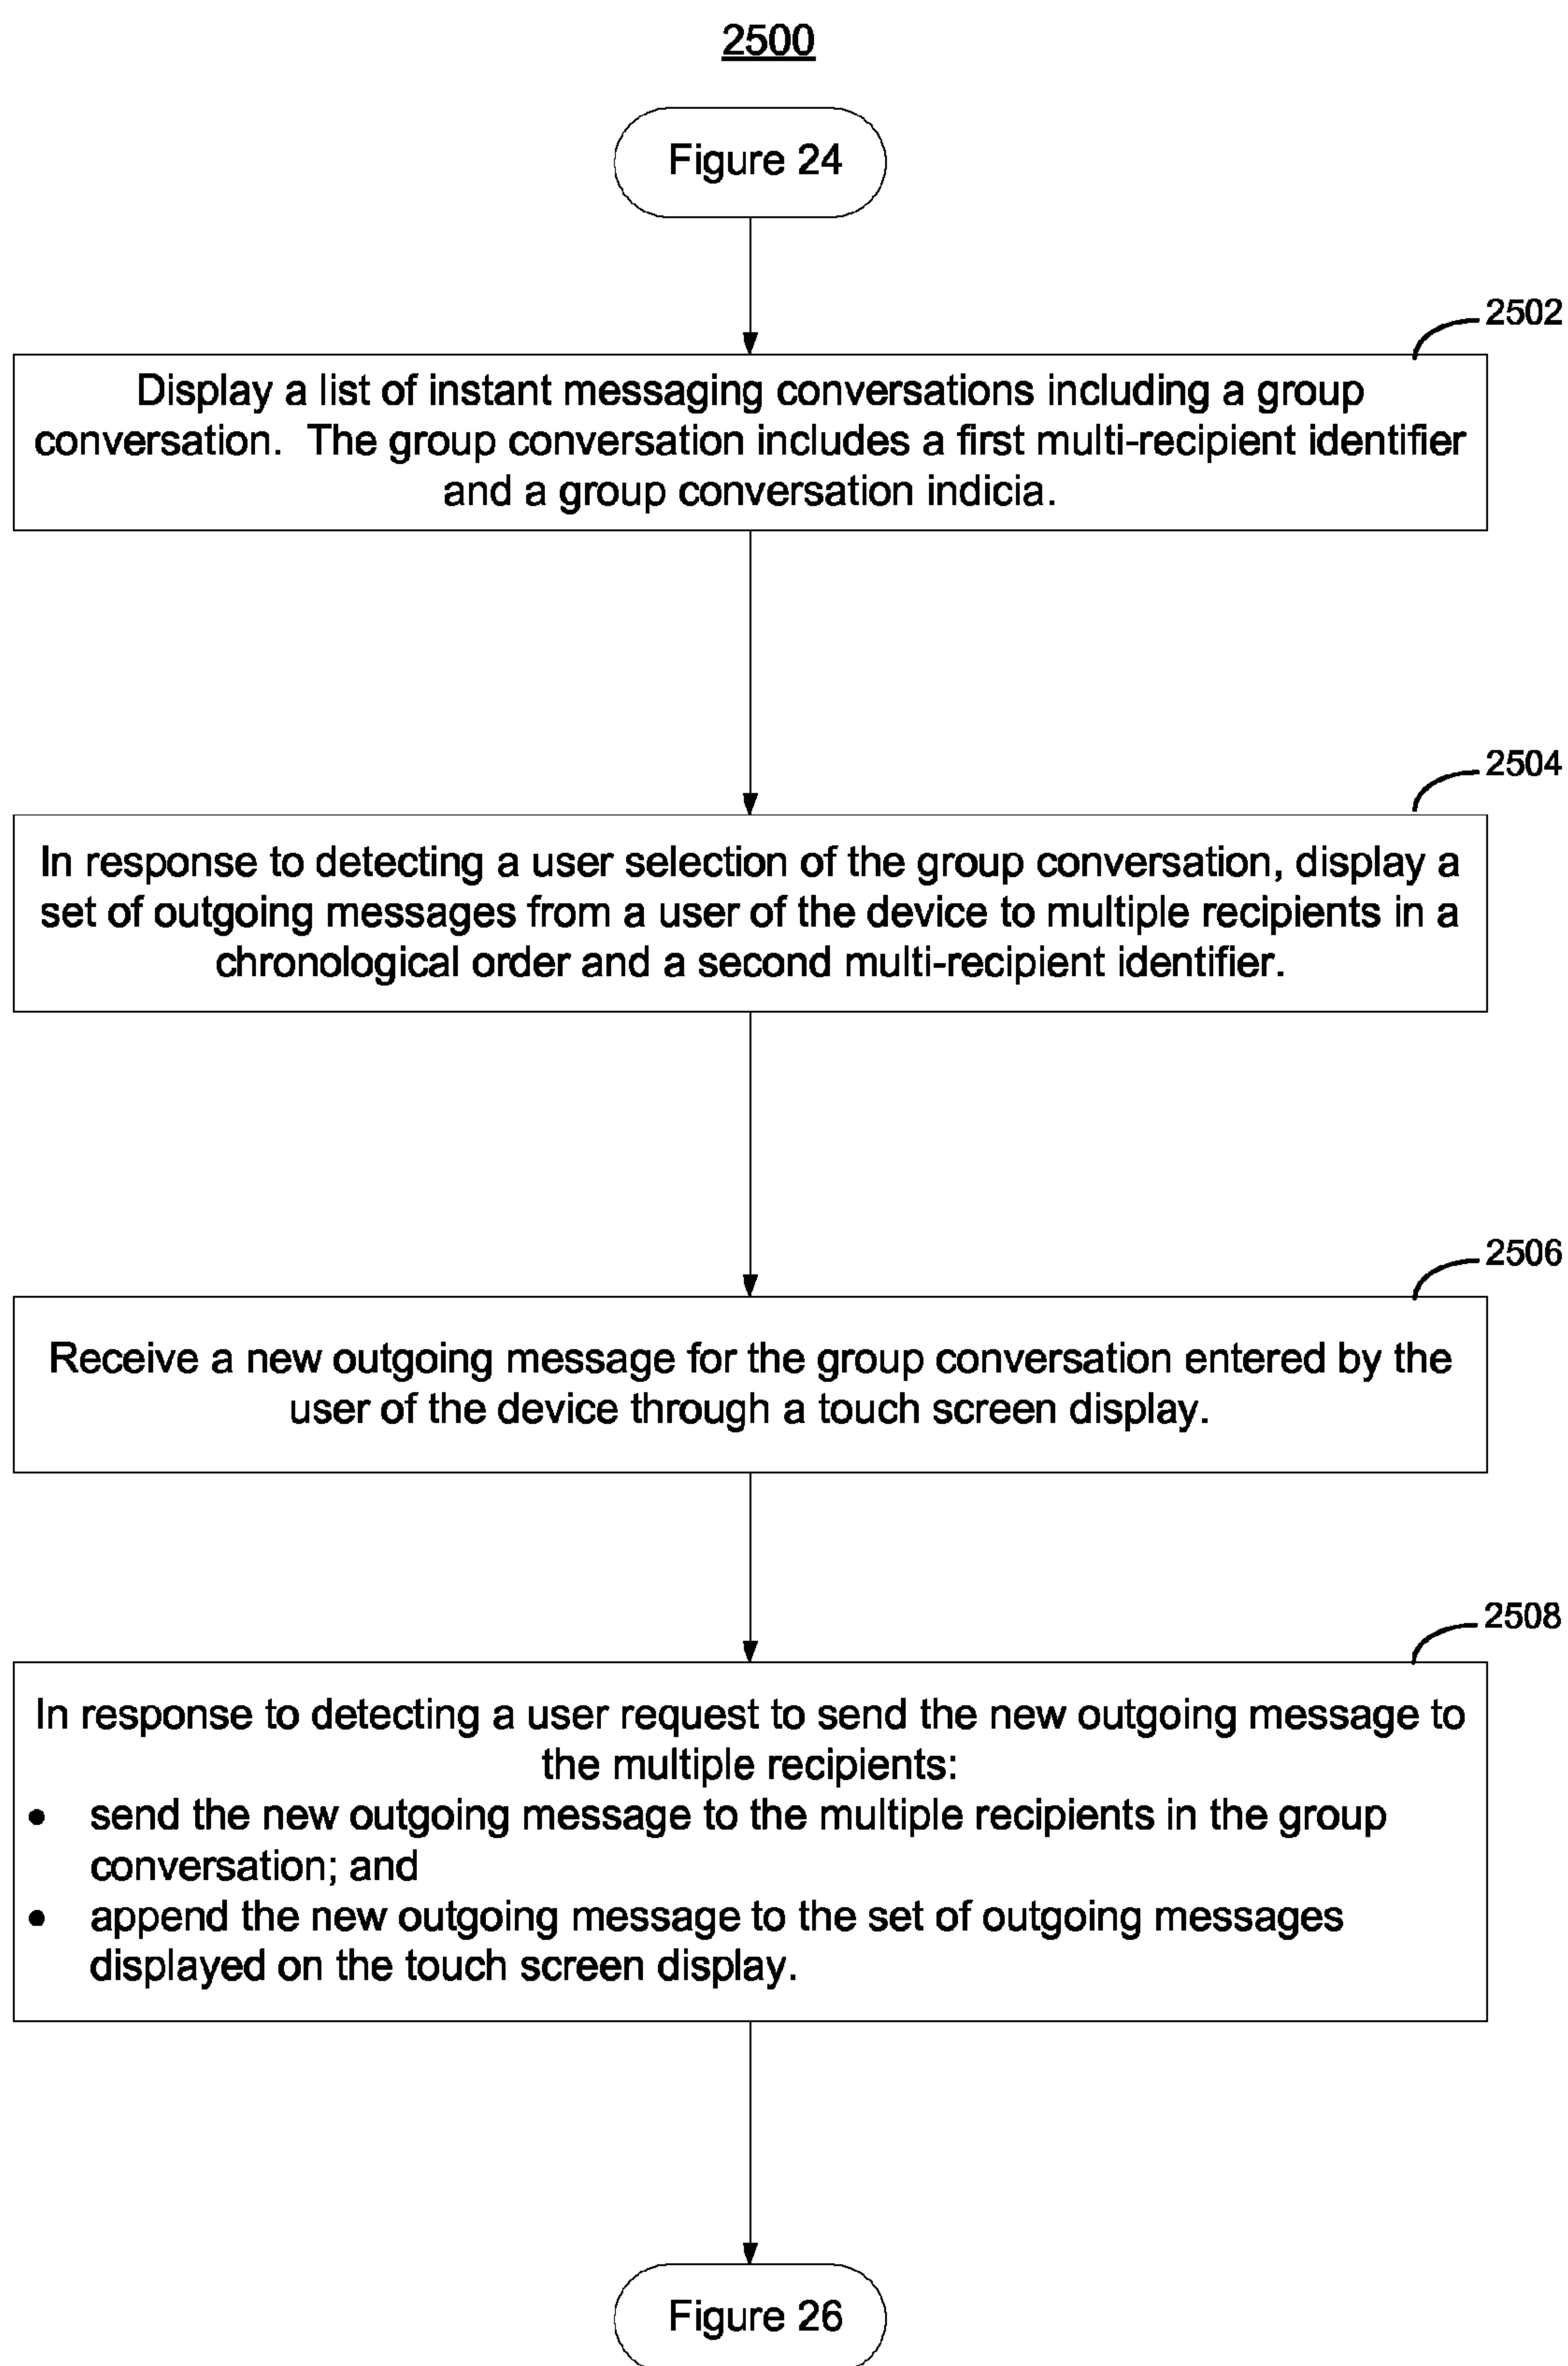 2500
Figure 24
2502
Display a list of instant messaging conversations including a group
conversation.  The group conversation includes a first multi-recipient identifier
and a group conversation indicia.
2504
In response to detecting a user selection of the group conversation, display a
set of outgoing messages from a user of the device to multiple recipients in a
chronological order and a second multi-recipient identifier.
2506
Receive a new outgoing message for the group conversation entered by the
user of the device through a touch screen display.
2508
In response to detecting a user request to send the new outgoing message to
the multiple recipients:
• send the new outgoing message to the multiple recipients in the group
conversation; and
• append the new outgoing message to the set of outgoing messages
displayed on the touch screen display.
Figure 26